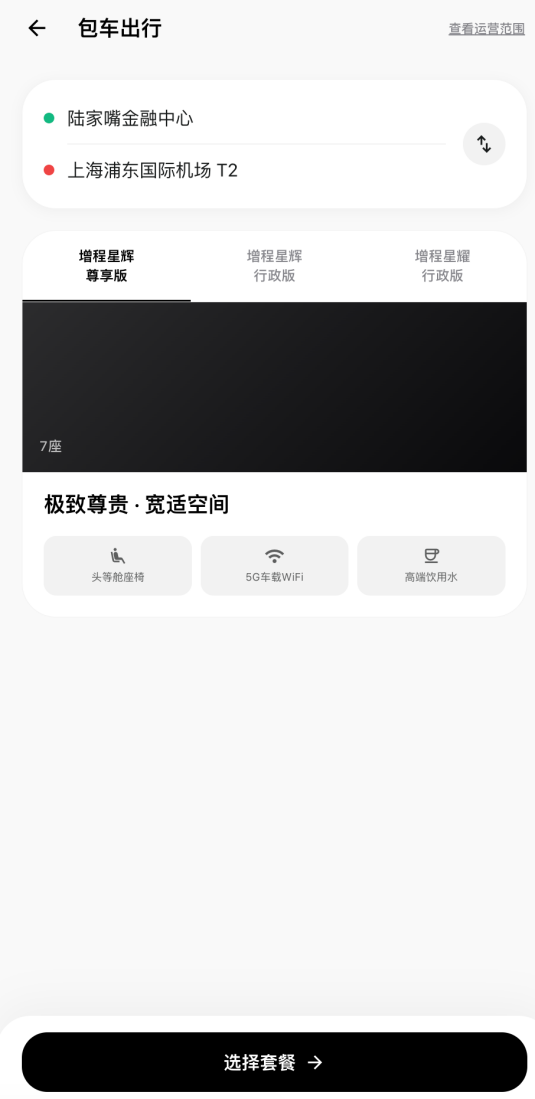 包车出行
查看运营范围
陆家嘴金融中心
上海浦东国际机场 T2
增程星辉
尊享版
增程星辉
行政版
增程星耀
行政版
7座
极致尊贵 · 宽适空间
头等舱座椅
5G车载WiFi
高端饮用水
选择套餐 →